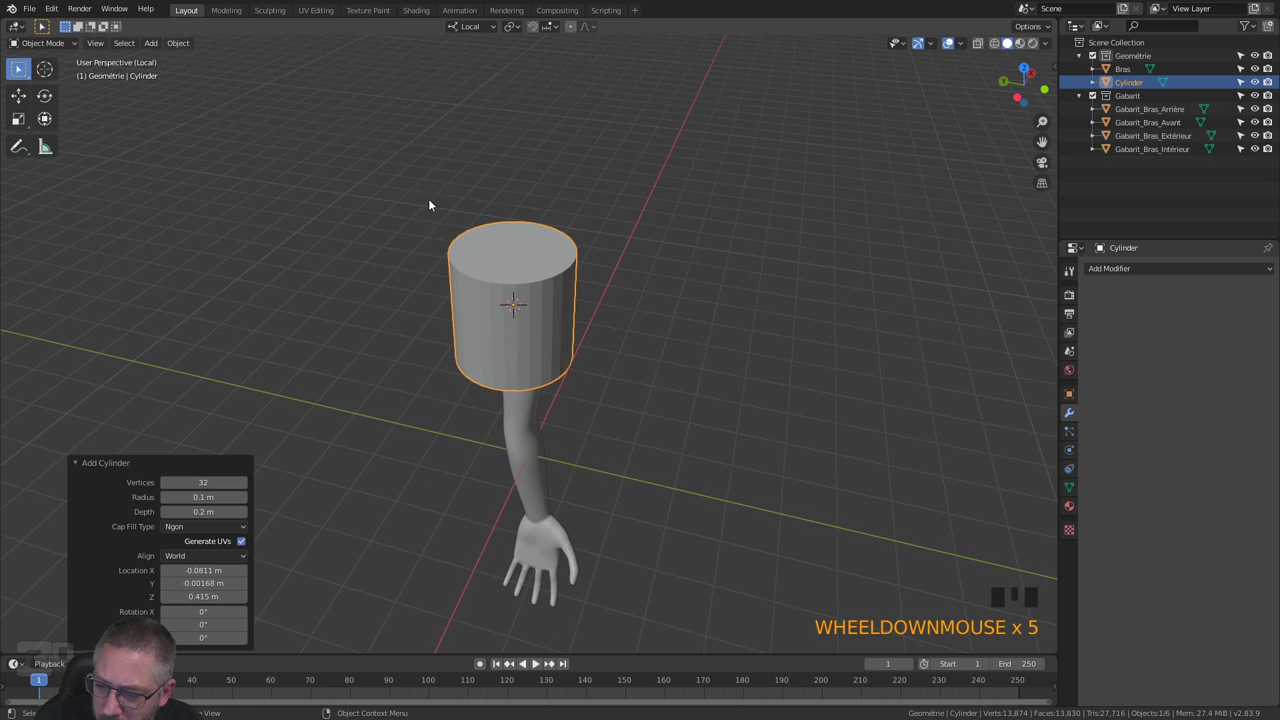 File Edit Render Window Help
Layout Modeling Sculpting UV Editing Texture Paint Shading Animation Rendering Compositing Scripting +
Scene
View Layer
Local
Options
Object Mode View Select Add Object
User Perspective (Local)
(1) Geométrie | Cylinder
Z
Y
Scene Collection
Geométrie
Bras
Cylinder
Gabarit
Gabarit_Bras_Arrière
Gabarit_Bras_Avant
Gabarit_Bras_Extérieur
Gabarit_Bras_Intérieur
Cylinder
Add Modifier
Add Cylinder
Vertices 32
Radius 0.1 m
Depth 0.2 m
Cap Fill Type Ngon
Generate UVs
Align World
Location X -0.0811 m
Y -0.00168 m
Z 0.415 m
Rotation X 0°
0°
0°
WHEELDOWNMOUSE x 5
Playback
1 Start 1 End 250
1 40 50 60 70 80 90 100 110 120 130 140 150 160 170 180 190 200 210 220 230 240 250
View Object Context Menu
Geométrie | Cylinder | Verts:13,874 | Faces:13,830 | Tris:27,716 | Objects:1/6 | Mem: 27.4 MiB | v2.83.9